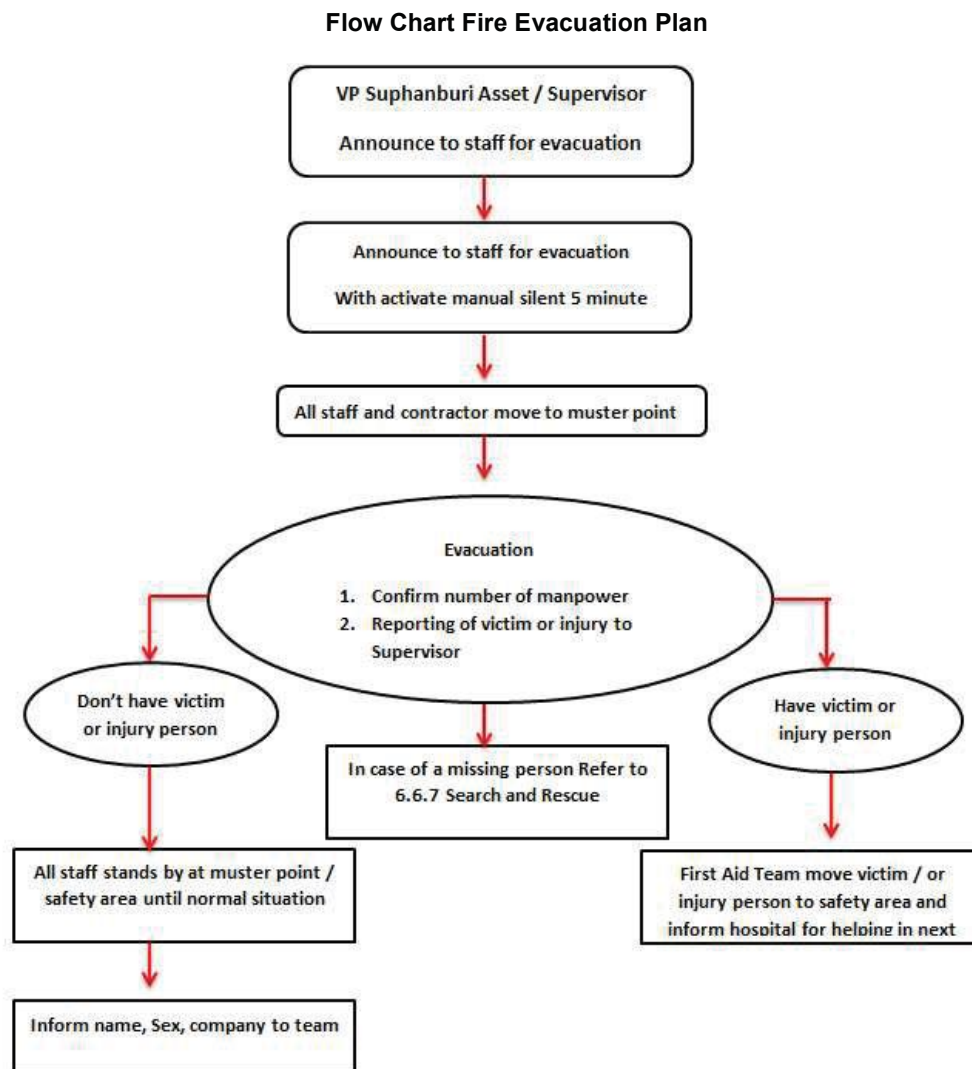 Flow Chart Fire Evacuation Plan
VP Suphanburi Asset / Supervisor
Announce to staff for evacuation
Announce to staff for evacuation
With activate manual silent 5 minute
All staff and contractor move to muster point
Evacuation
1. Confirm number of manpower
2. Reporting of victim or injury to
Supervisor
Don't have victim
or injury person
Have victim or
injury person
In case of a missing person Refer to
6.6.7 Search and Rescue
All staff stands by at muster point /
safety area until normal situation
First Aid Team move victim / or
injury person to safety area and
inform hospital for helping in next
Inform name, Sex, company to team